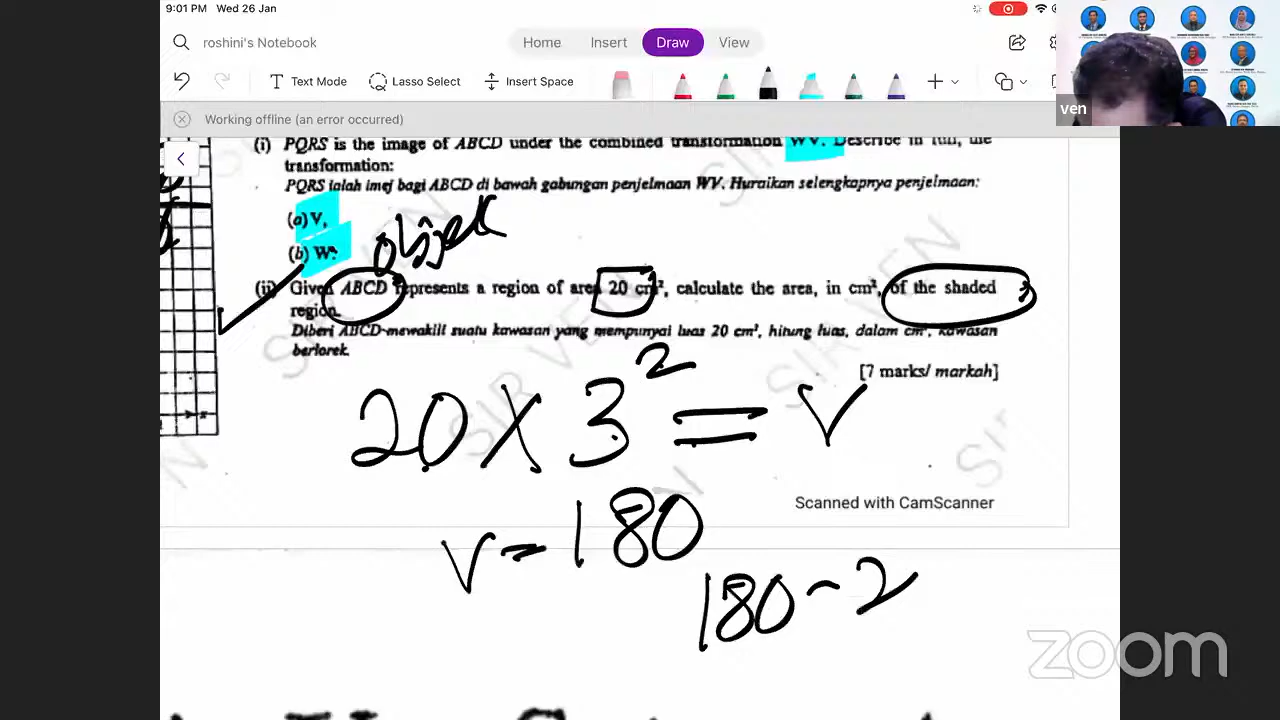 9:01 PM Wed 26 Jan
roshini's Notebook
Home Insert Draw View
Text Mode Lasso Select Insert Space
ven
Working offline (an error occurred)
(i) PQRS is the image of ABCD under the combined transformation WV. Describe in full, the
transformation:
PQRS ialah imej bagi ABCD di bawah gabungan penjelmaan WV. Huraikan selengkapnya penjelmaan:
(a) V,
objek
(b) W.
(ii) Given ABCD represents a region of area 20 cm², calculate the area, in cm², of the shaded
region.
Diberi ABCD mewakili suatu kawasan yang mempunyai luas 20 cm², hitung luas, dalam cm², kawasan
berlorek.
[7 marks/ markah]
20 X 3² = V
Scanned with CamScanner
V = 180
180 - 2
SIR VEN
zoom